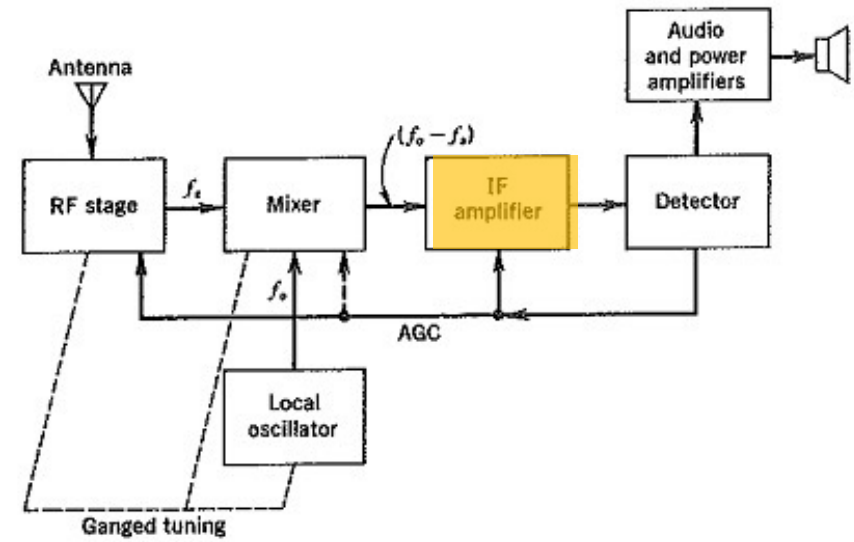 Antenna
RF stage
fs
Mixer
(fo − fs)
IF
amplifier
Detector
Audio
and power
amplifiers
fo
AGC
Local
oscillator
Ganged tuning